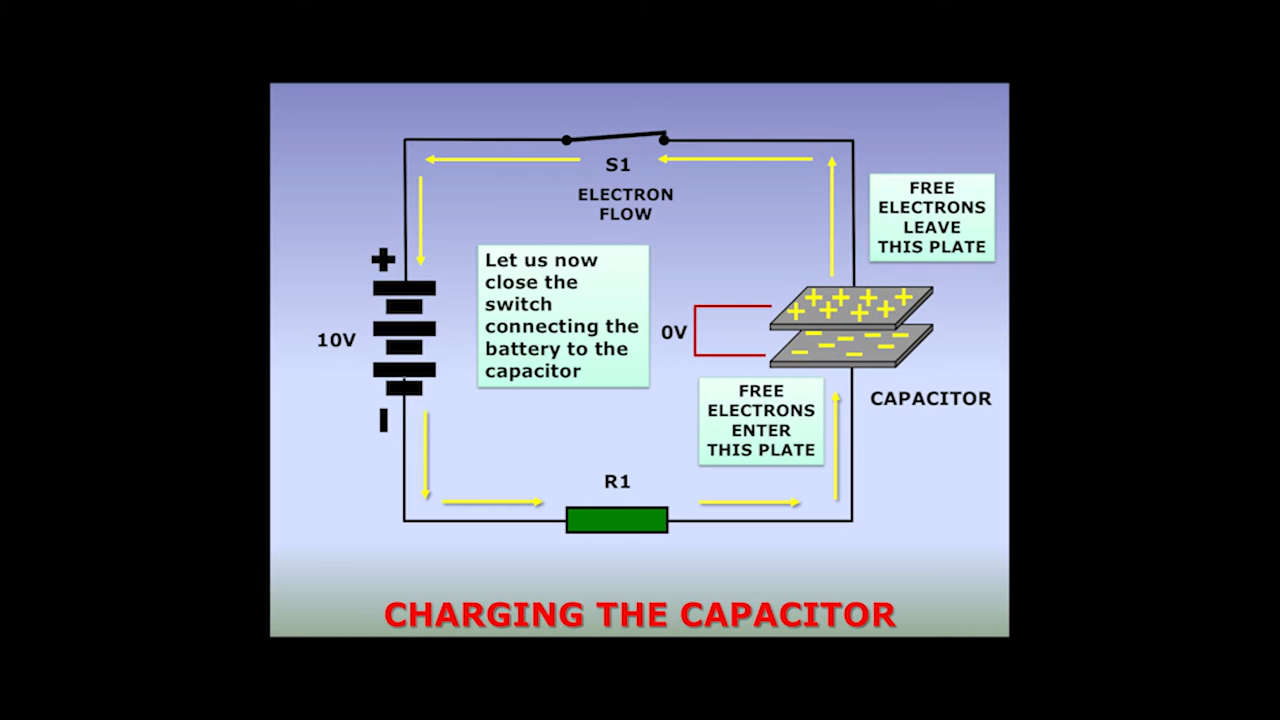 S1
ELECTRON
FLOW
FREE
ELECTRONS
LEAVE
THIS PLATE
+
Let us now
close the
switch
connecting the
battery to the
capacitor
10V
0V
FREE
ELECTRONS
ENTER
THIS PLATE
CAPACITOR
R1
CHARGING THE CAPACITOR